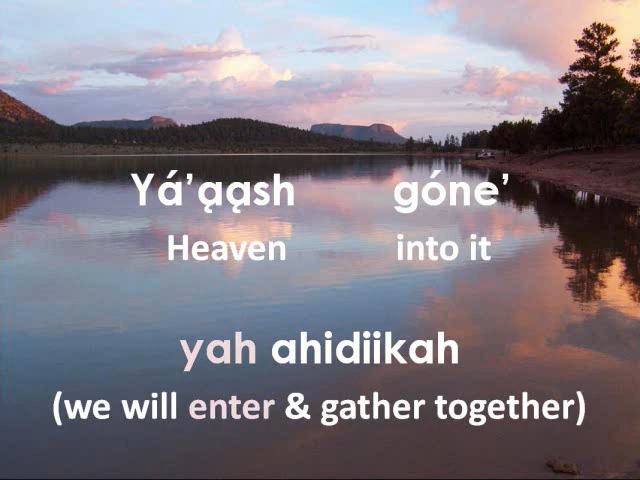 Yá’ąąsh góne’
Heaven into it
yah ahidiikah
(we will enter & gather together)